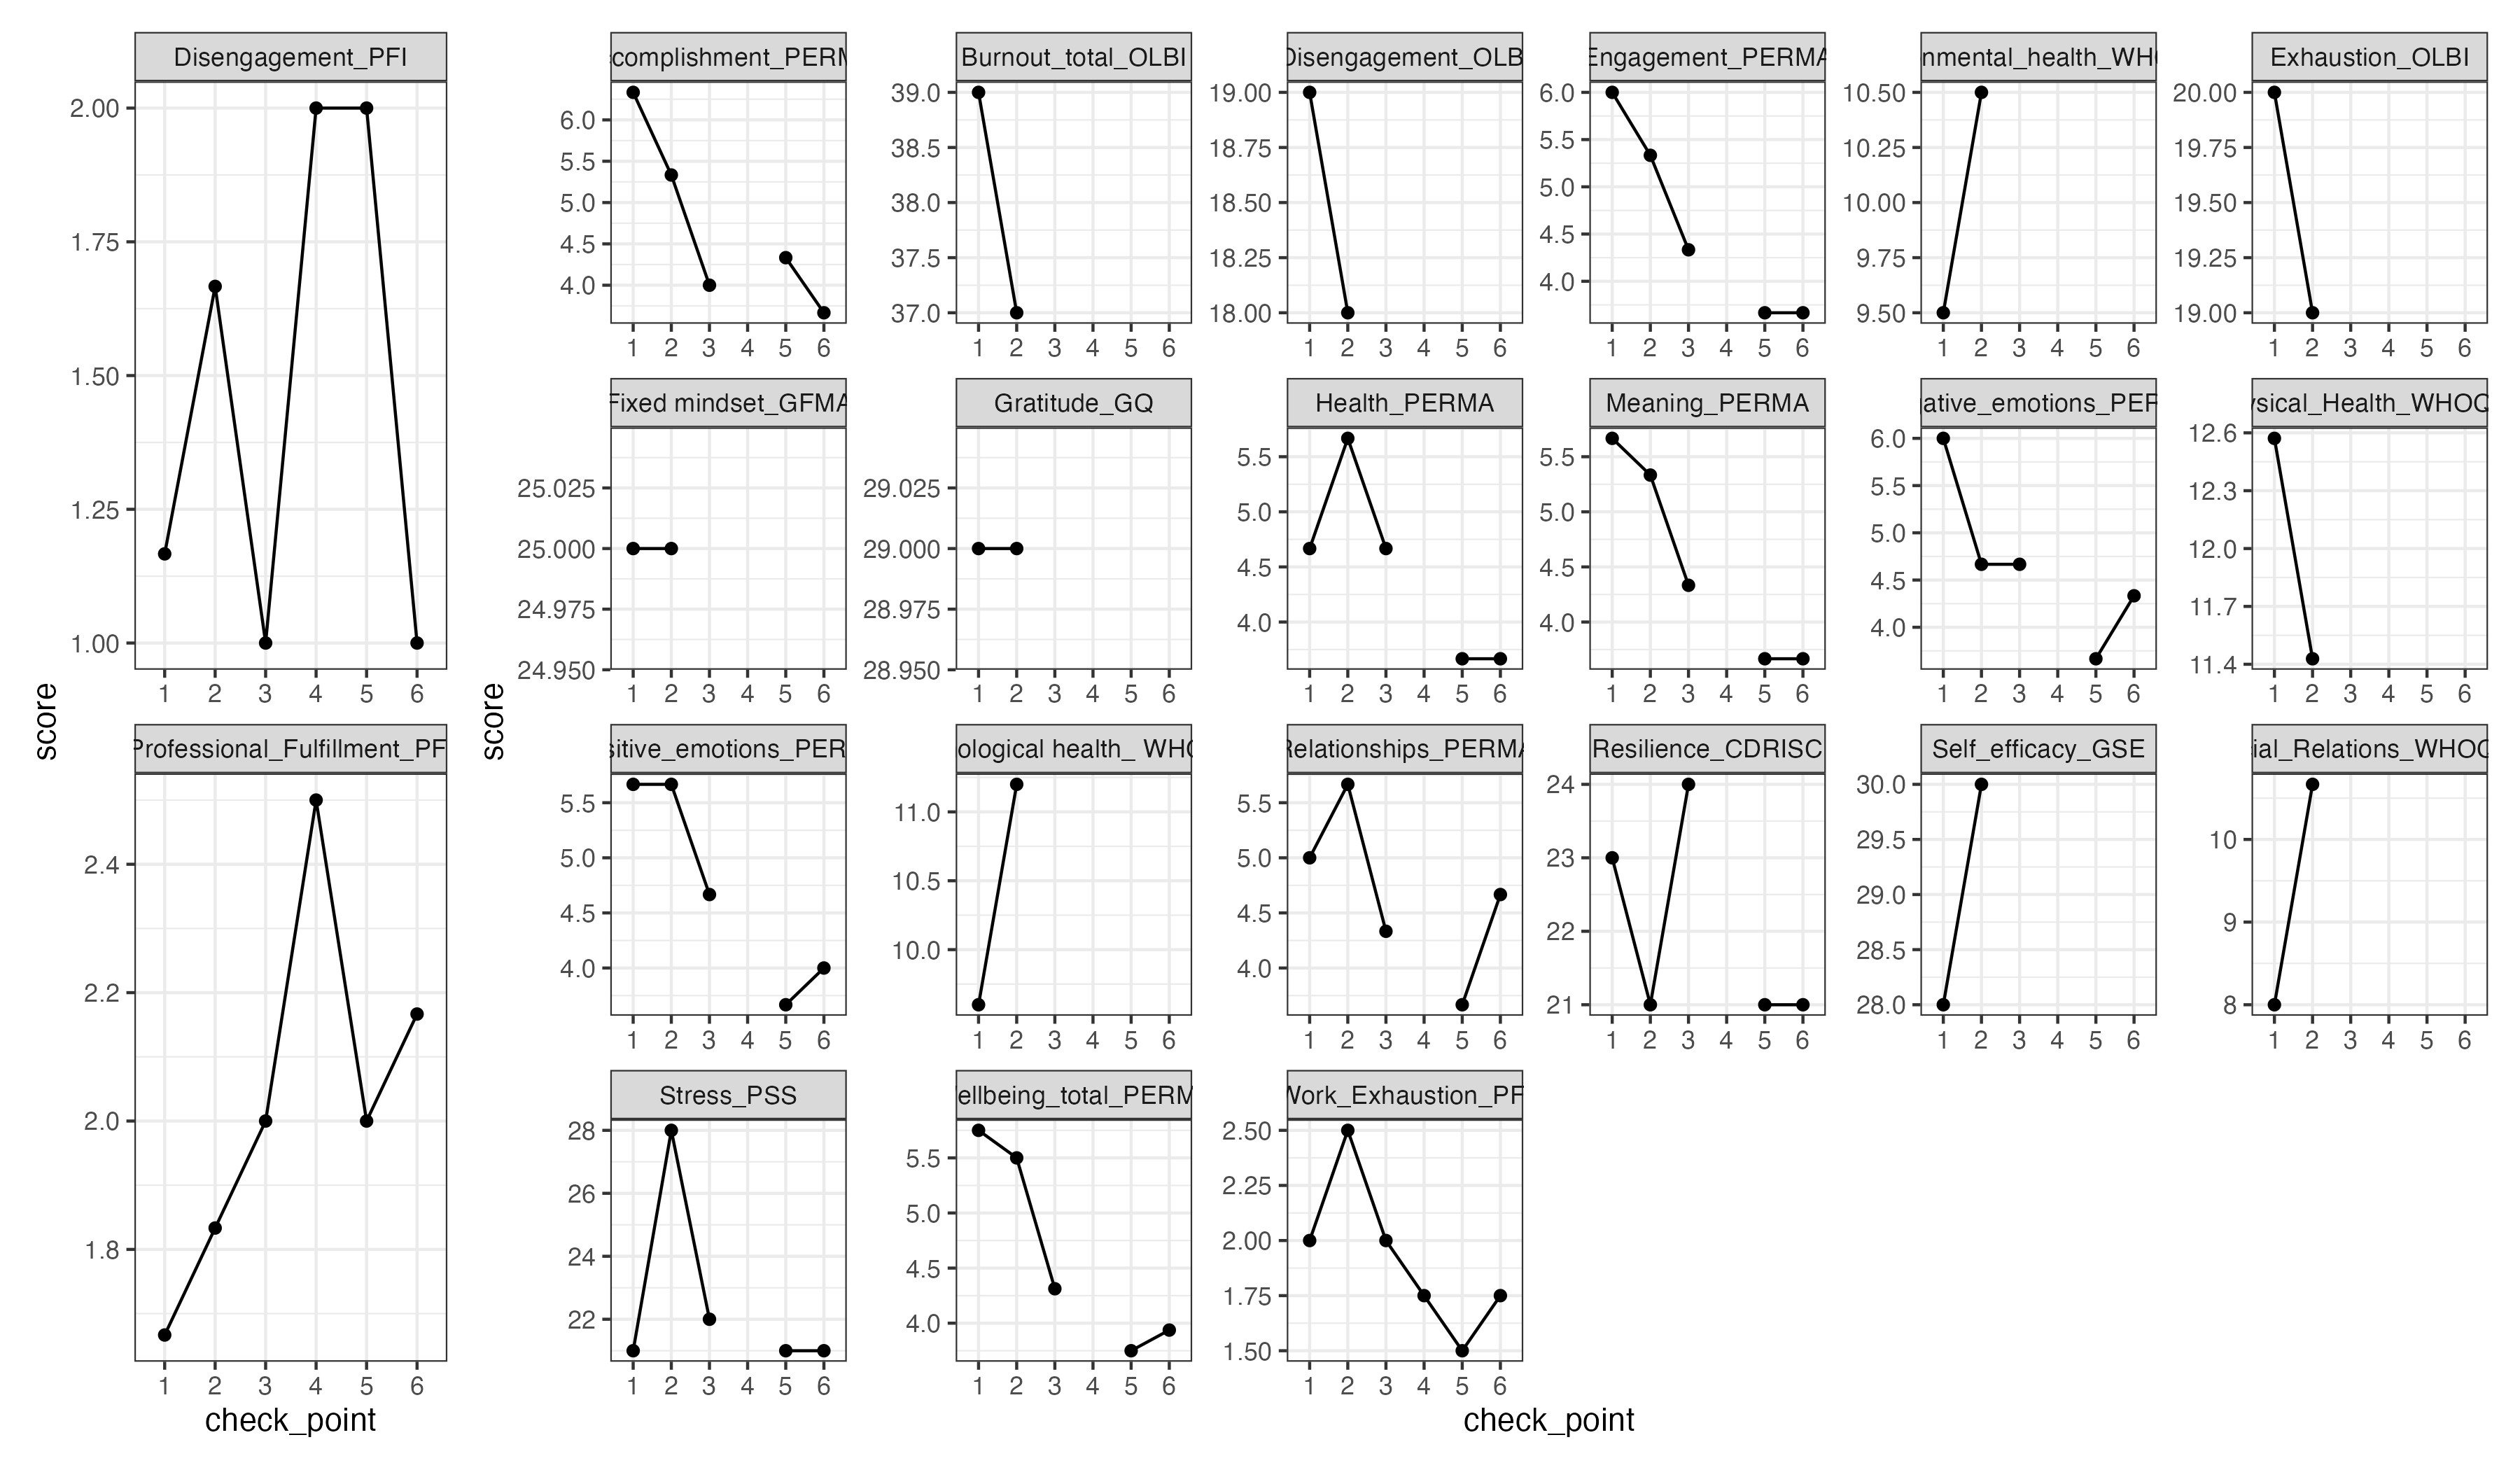 score
Disengagement_PFI
2.00
1.75
1.50
1.25
1.00
1 2 3 4 5 6
Professional_Fulfillment_PF
2.4
2.2
2.0
1.8
1 2 3 4 5 6
check_point
score
complishment_PERM
6.0
5.5
5.0
4.5
4.0
1 2 3 4 5 6
Burnout_total_OLBI
39.0
38.5
38.0
37.5
37.0
1 2 3 4 5 6
Disengagement_OLB
19.00
18.75
18.50
18.25
18.00
1 2 3 4 5 6
Engagement_PERMA
6.0
5.5
5.0
4.5
4.0
1 2 3 4 5 6
nmental_health_WH
10.50
10.25
10.00
9.75
9.50
1 2 3 4 5 6
Exhaustion_OLBI
20.00
19.75
19.50
19.25
19.00
1 2 3 4 5 6
Fixed mindset_GFMA
25.025
25.000
24.975
24.950
1 2 3 4 5 6
Gratitude_GQ
29.025
29.000
28.975
28.950
1 2 3 4 5 6
Health_PERMA
5.5
5.0
4.5
4.0
1 2 3 4 5 6
Meaning_PERMA
5.5
5.0
4.5
4.0
1 2 3 4 5 6
ative_emotions_PER
6.0
5.5
5.0
4.5
4.0
1 2 3 4 5 6
ysical_Health_WHOQ
12.6
12.3
12.0
11.7
11.4
1 2 3 4 5 6
sitive_emotions_PER
5.5
5.0
4.5
4.0
1 2 3 4 5 6
ological health_ WHO
11.0
10.5
10.0
1 2 3 4 5 6
Relationships_PERMA
5.5
5.0
4.5
4.0
1 2 3 4 5 6
Resilience_CDRISC
24
23
22
21
1 2 3 4 5 6
Self_efficacy_GSE
30.0
29.5
29.0
28.5
28.0
1 2 3 4 5 6
ial_Relations_WHOQ
10
9
8
1 2 3 4 5 6
Stress_PSS
28
26
24
22
1 2 3 4 5 6
ellbeing_total_PERM
5.5
5.0
4.5
4.0
1 2 3 4 5 6
Work_Exhaustion_PF
2.50
2.25
2.00
1.75
1.50
1 2 3 4 5 6
check_point